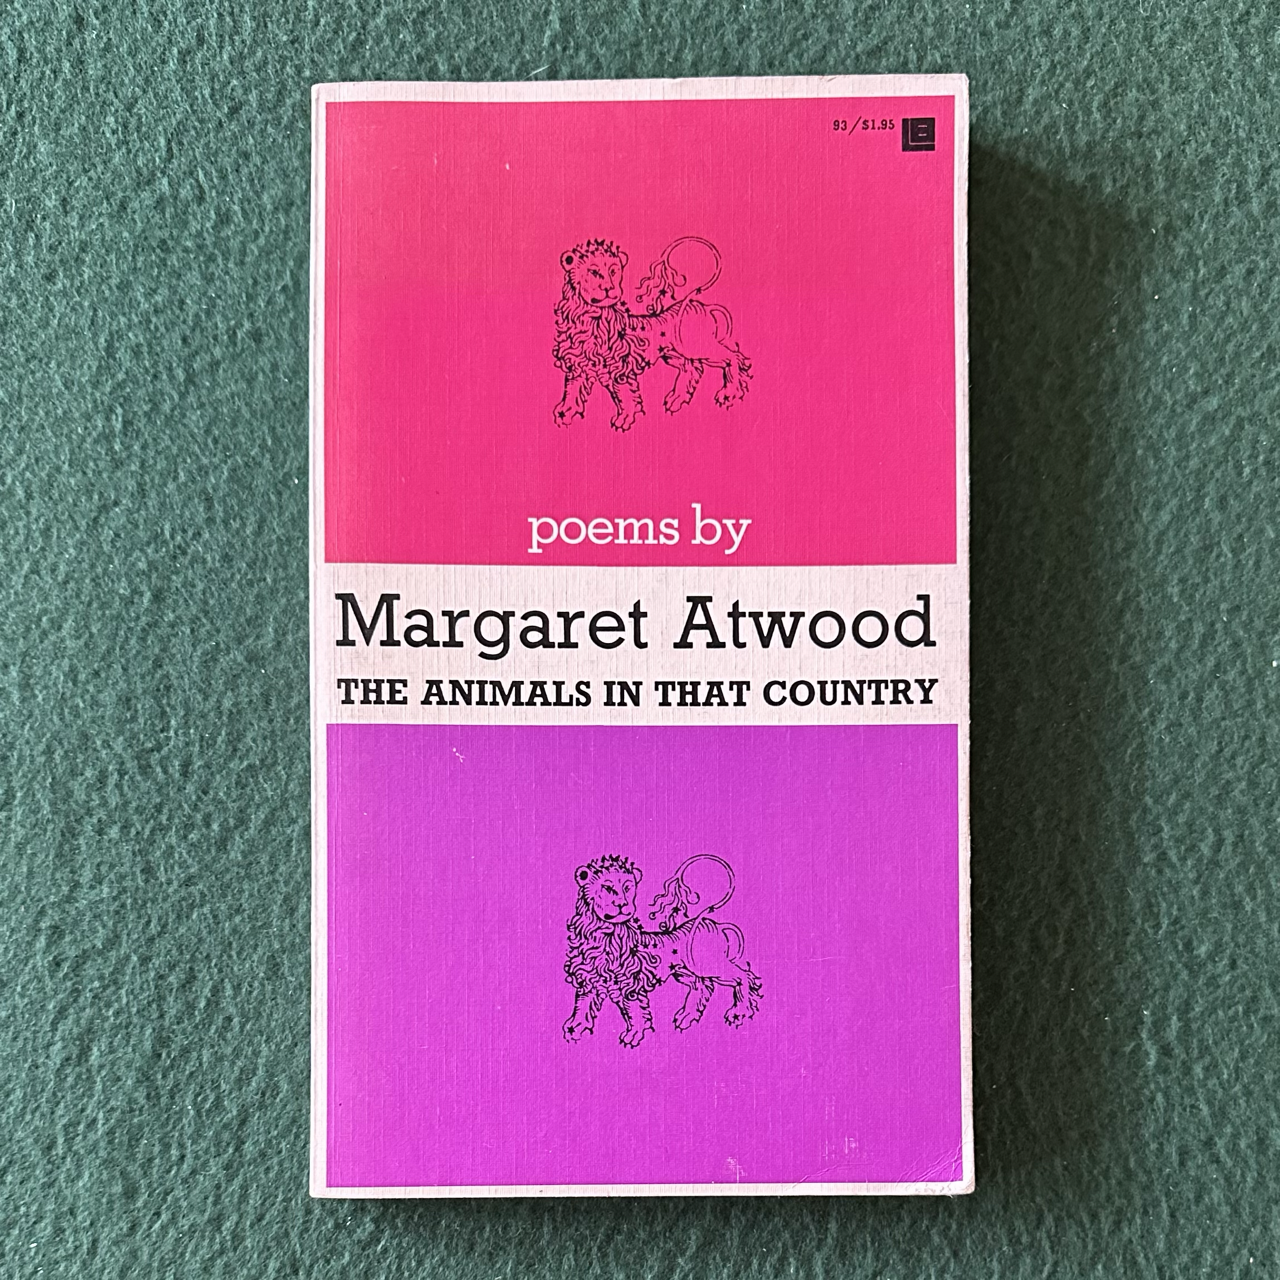 93/$1.95
poems by
Margaret Atwood
THE ANIMALS IN THAT COUNTRY